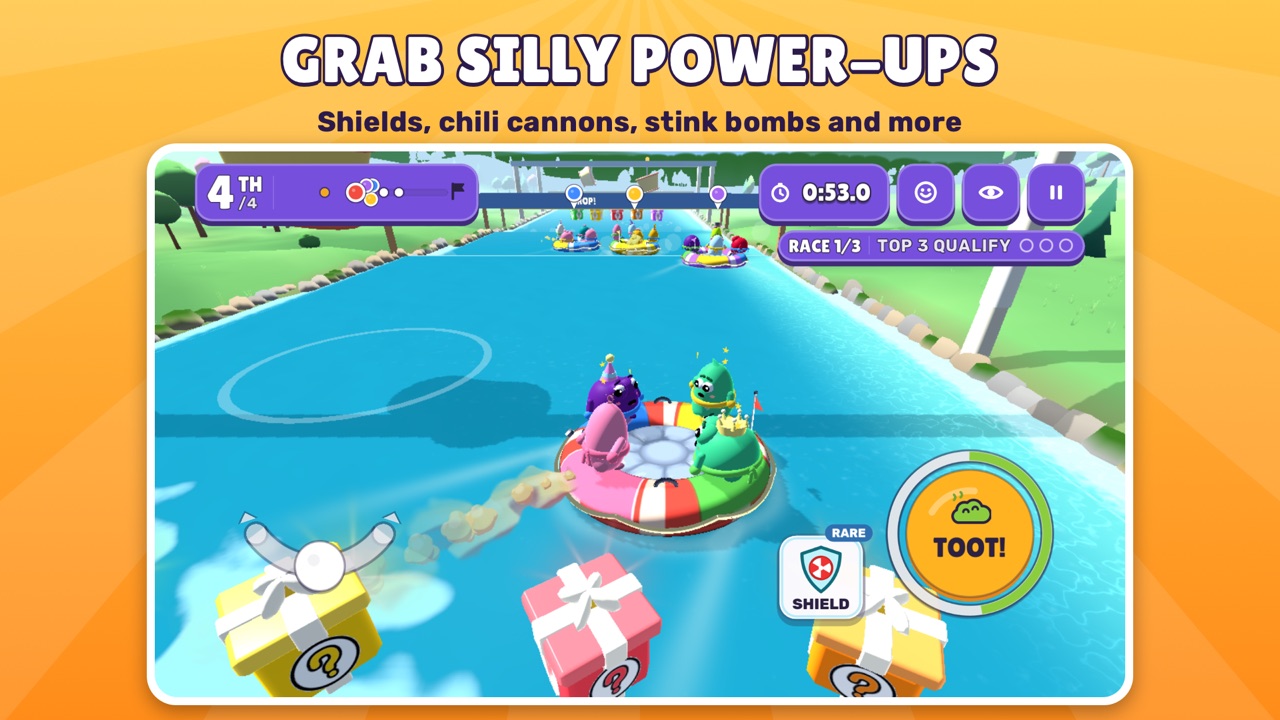 GRAB SILLY POWER-UPS
Shields, chili cannons, stink bombs and more
4TH/4
0:53.0
RACE 1/3 TOP 3 QUALIFY
RARE
SHIELD
TOOT!
?
?
?